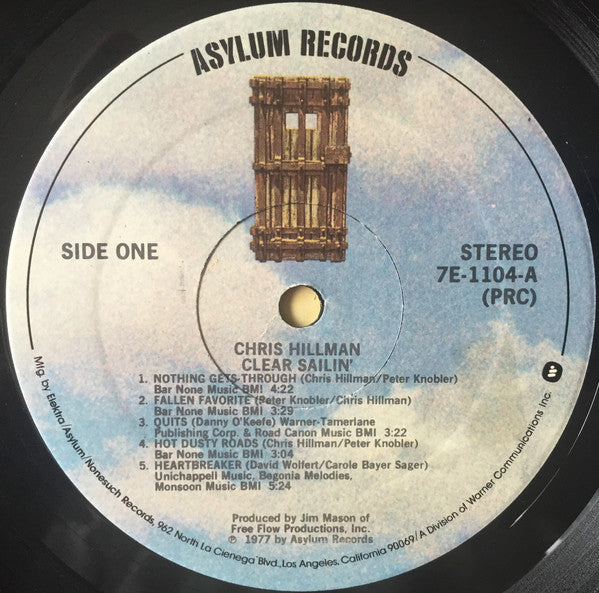 ASYLUM RECORDS
SIDE ONE
STEREO
7E-1104-A
(PRC)
CHRIS HILLMAN
CLEAR SAILIN'
1. NOTHING GETS THROUGH (Chris Hillman/Peter Knobler)
Bar None Music BMI 4:22
2. FALLEN FAVORITE (Peter Knobler/Chris Hillman)
Bar None Music BMI 3:29
3. QUITS (Danny O'Keefe) Warner-Tamerlane
Publishing Corp. & Road Canon Music BMI 3:22
4. HOT DUSTY ROADS (Chris Hillman/Peter Knobler)
Bar None Music BMI 3:04
5. HEARTBREAKER (David Wolfert/Carole Bayer Sager)
Unichappell Music, Begonia Melodies,
Monsoon Music BMI 5:24
Produced by Jim Mason of
Free Flow Productions, Inc.
℗ 1977 by Asylum Records
Mfg. by Elektra/Asylum/Nonesuch Records, 962 North La Cienega Blvd., Los Angeles, California 90069/A Division of Warner Communications Inc.